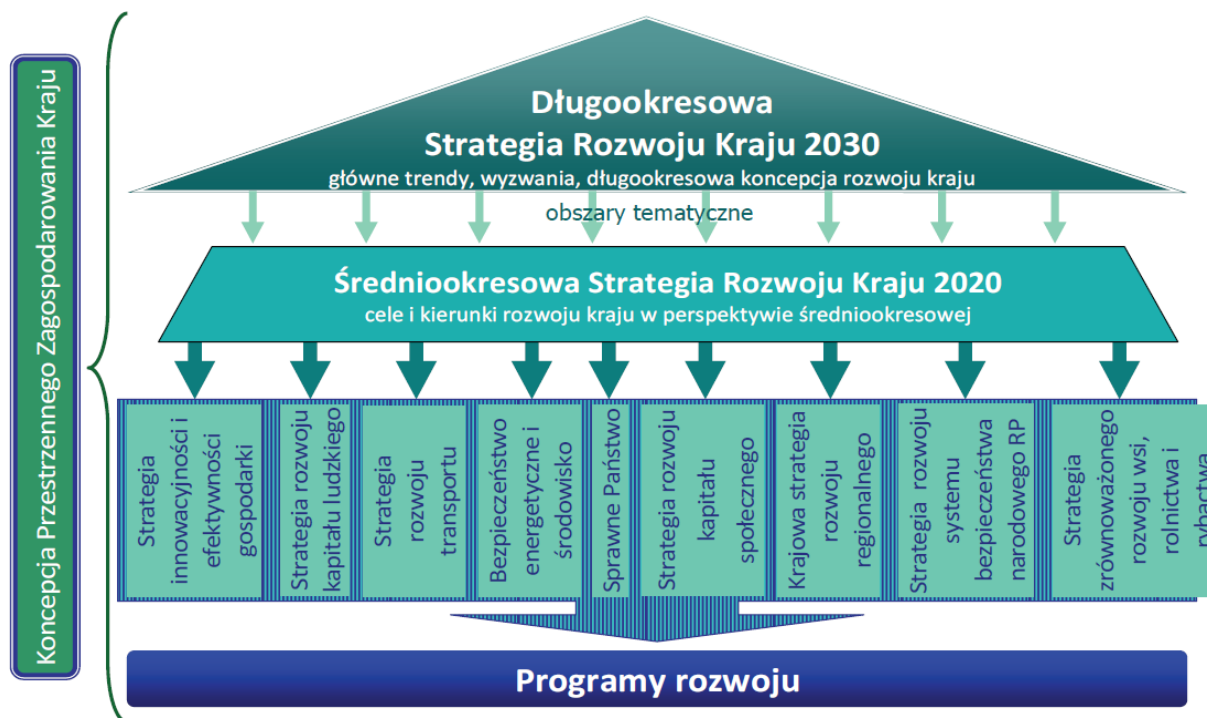 Koncepcja Przestrzennego Zagospodarowania Kraju
Długookresowa
Strategia Rozwoju Kraju 2030
główne trendy, wyzwania, długookresowa koncepcja rozwoju kraju
obszary tematyczne
Średniookresowa Strategia Rozwoju Kraju 2020
cele i kierunki rozwoju kraju w perspektywie średniookresowej
Strategia
innowacyjności i
efektywności
gospodarki
Strategia rozwoju
kapitału ludzkiego
Strategia
rozwoju
transportu
Bezpieczeństwo
energetyczne i
środowisko
Sprawne Państwo
Strategia rozwoju
kapitału
społecznego
Krajowa strategia
rozwoju
regionalnego
Strategia rozwoju
systemu
bezpieczeństwa
narodowego RP
Strategia
zrównoważonego
rozwoju wsi,
rolnictwa i
rybactwa
Programy rozwoju